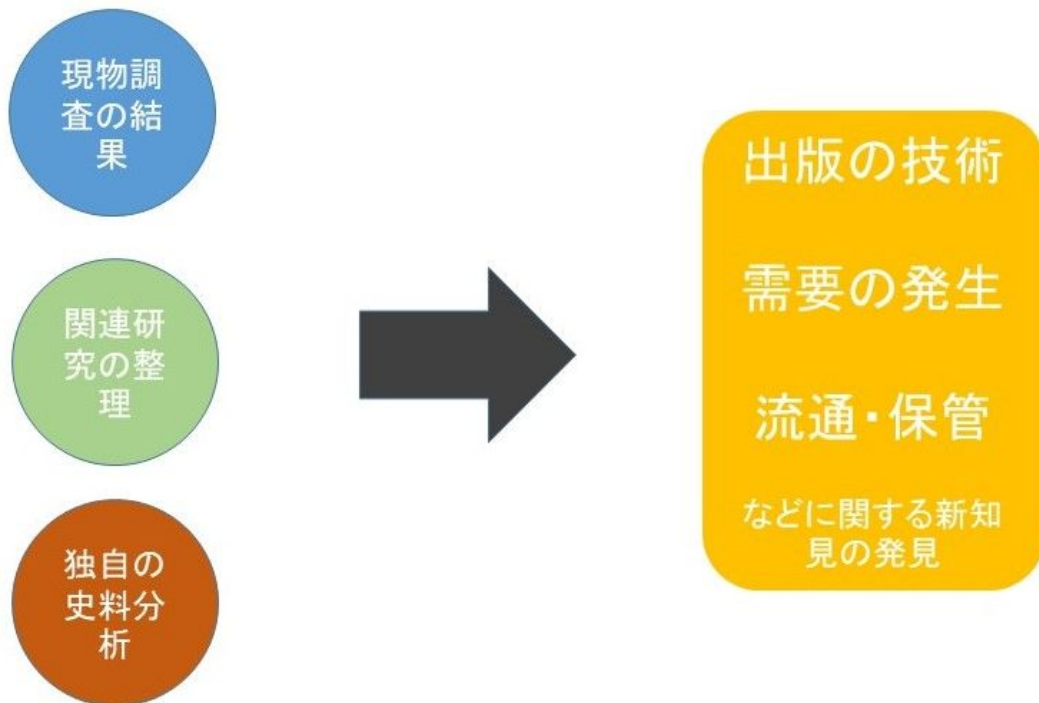 現物調
査の結
果
関連研
究の整
理
独自の
史料分
析
出版の技術
需要の発生
流通・保管
などに関する新知
見の発見